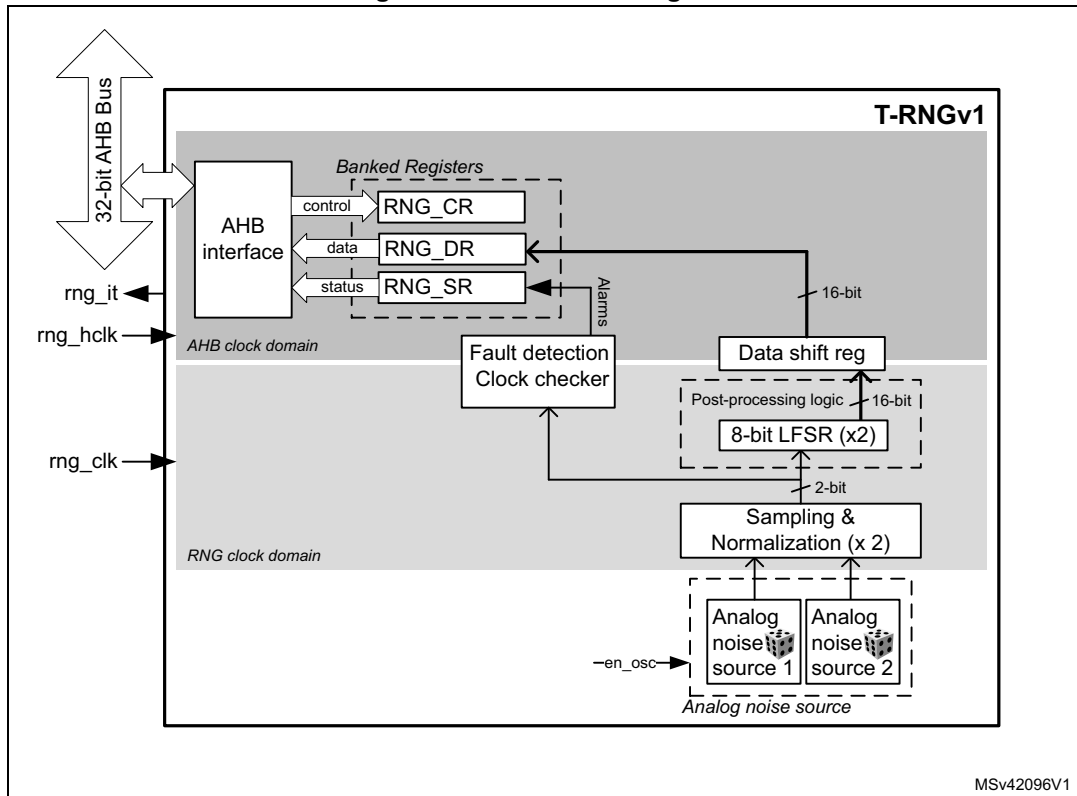 T-RNGv1
32-bit AHB Bus
Banked Registers
AHB
interface
control
RNG_CR
data
RNG_DR
status
RNG_SR
Alarms
16-bit
rng_it
rng_hclk
AHB clock domain
Fault detection
Clock checker
Data shift reg
Post-processing logic
16-bit
8-bit LFSR (x2)
rng_clk
2-bit
Sampling &
Normalization (x 2)
RNG clock domain
Analog
noise
source 1
Analog
noise
source 2
en_osc
Analog noise source
MSv42096V1